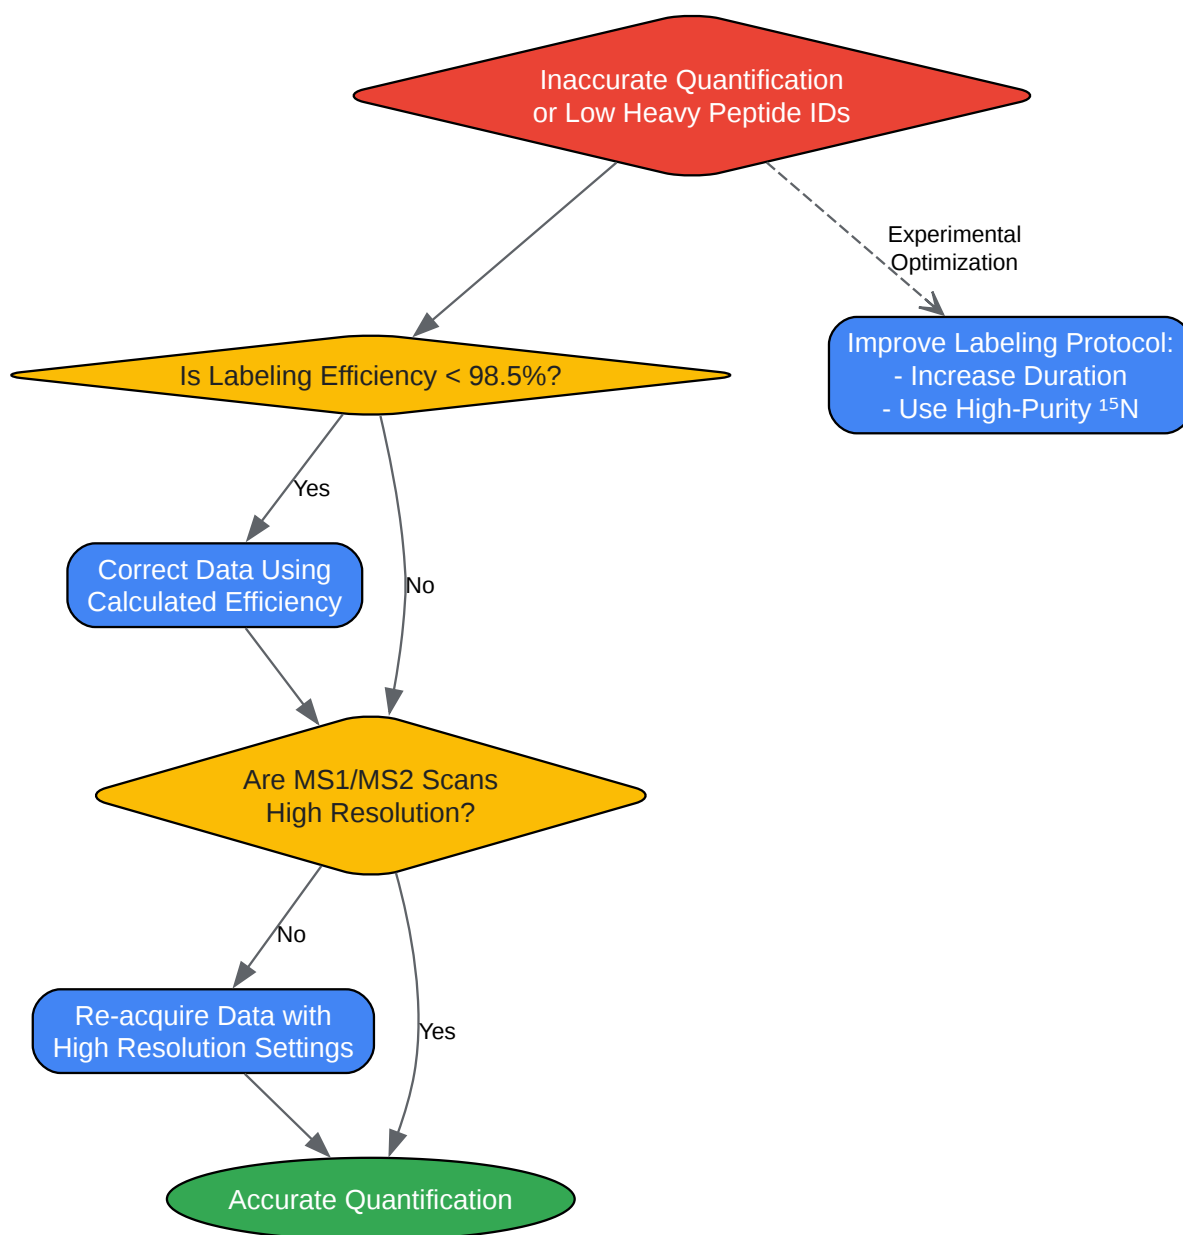 Inaccurate Quantification
or Low Heavy Peptide IDs
Experimental
Optimization
Improve Labeling Protocol:
- Increase Duration
- Use High-Purity ¹⁵N
Is Labeling Efficiency < 98.5%?
Yes
No
Correct Data Using
Calculated Efficiency
Are MS1/MS2 Scans
High Resolution?
No
Yes
Re-acquire Data with
High Resolution Settings
Accurate Quantification